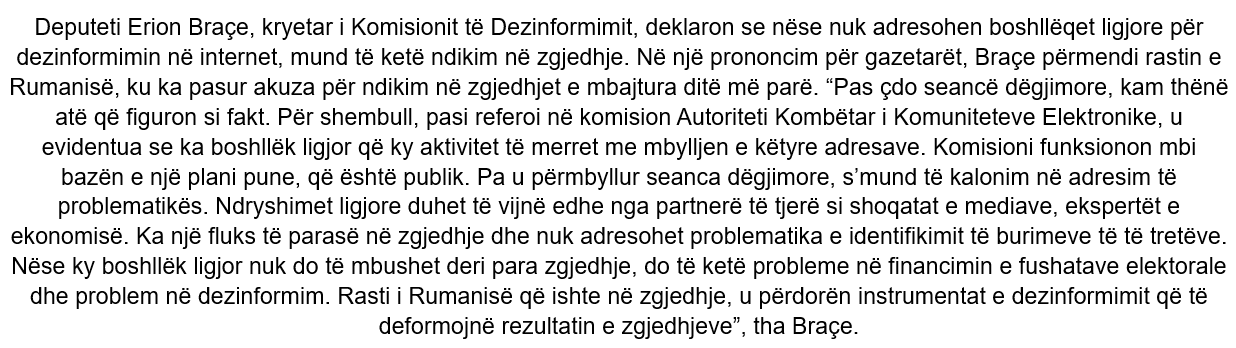 Deputeti Erion Braçe, kryetar i Komisionit të Dezinformimit, deklaron se nëse nuk adresohen boshllëqet ligjore për
dezinformimin në internet, mund të ketë ndikim në zgjedhje. Në një prononcim për gazetarët, Braçe përmendi rastin e
Rumanisë, ku ka pasur akuza për ndikim në zgjedhjet e mbajtura ditë më parë. “Pas çdo seancë dëgjimore, kam thënë
atë që figuron si fakt. Për shembull, pasi referoi në komision Autoriteti Kombëtar i Komuniteteve Elektronike, u
evidentua se ka boshllëk ligjor që ky aktivitet të merret me mbylljen e këtyre adresave. Komisioni funksionon mbi
bazën e një plani pune, që është publik. Pa u përmbyllur seanca dëgjimore, s’mund të kalonim në adresim të
problematikës. Ndryshimet ligjore duhet të vijnë edhe nga partnerë të tjerë si shoqatat e mediave, ekspertët e
ekonomisë. Ka një fluks të parasë në zgjedhje dhe nuk adresohet problematika e identifikimit të burimeve të të tretëve.
Nëse ky boshllëk ligjor nuk do të mbushet deri para zgjedhje, do të ketë probleme në financimin e fushatave elektorale
dhe problem në dezinformim. Rasti i Rumanisë që ishte në zgjedhje, u përdorën instrumentat e dezinformimit që të
deformojnë rezultatin e zgjedhjeve”, tha Braçe.